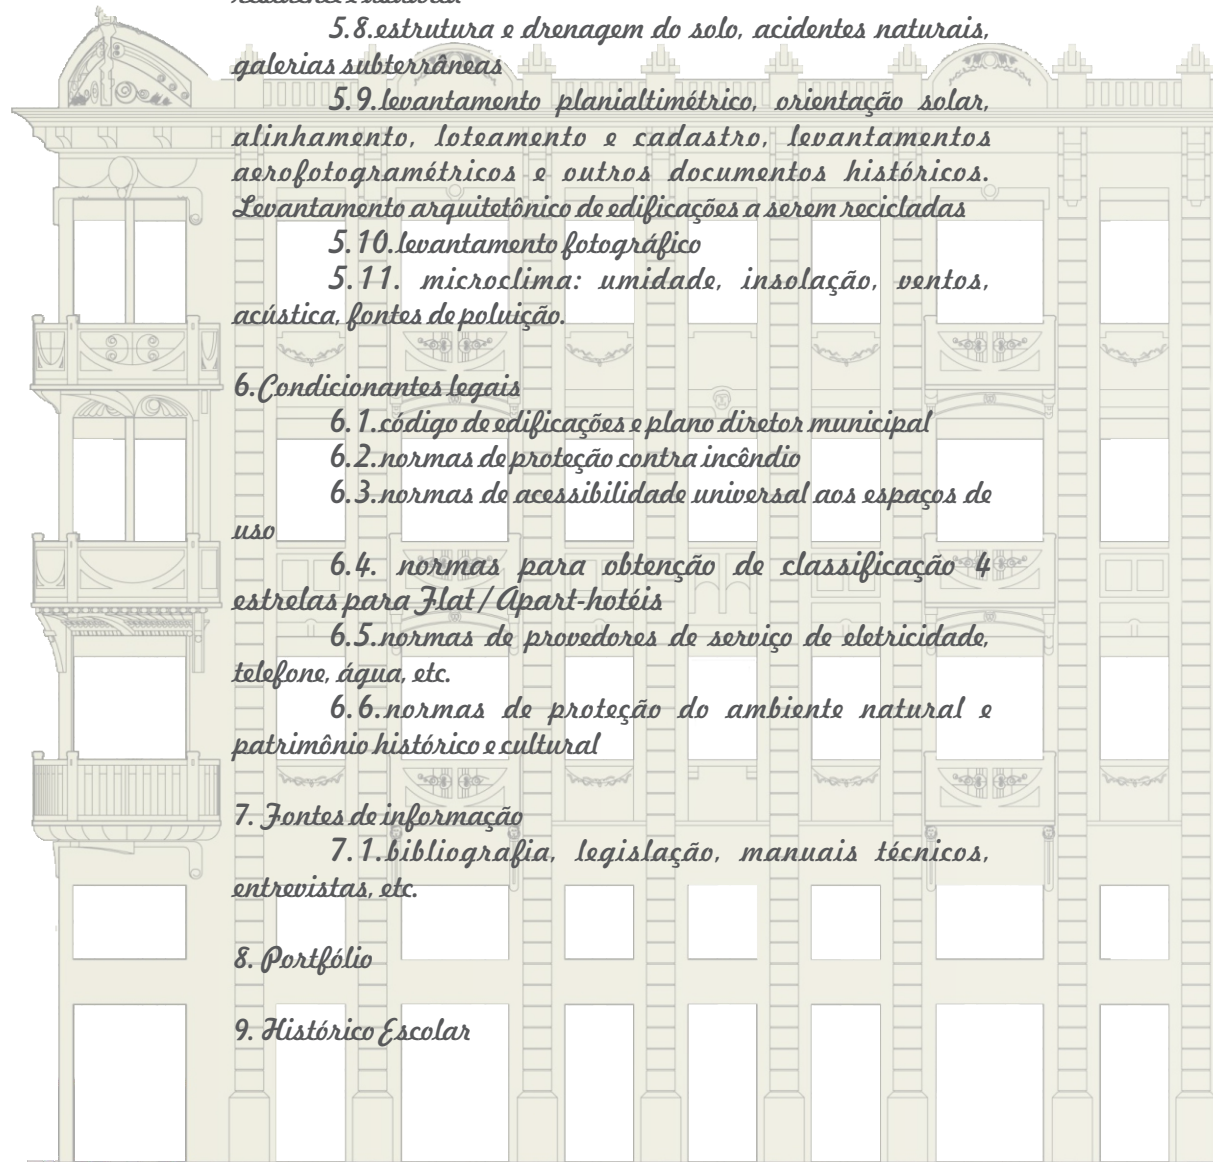 5.8.estrutura e drenagem do solo, acidentes naturais,
galerias subterrâneas
5.9.levantamento planialtimétrico, orientação solar,
alinhamento, loteamento e cadastro, levantamentos
aerofotogramétricos e outros documentos históricos.
Levantamento arquitetônico de edificações a serem recicladas
5.10.levantamento fotográfico
5.11. microclima: umidade, insolação, ventos,
acústica, fontes de poluição.
6.Condicionantes legais
6.1.código de edificações e plano diretor municipal
6.2.normas de proteção contra incêndio
6.3.normas de acessibilidade universal aos espaços de
uso
6.4. normas para obtenção de classificação 4
estrelas para Flat / Apart-hotéis
6.5.normas de provedores de serviço de eletricidade,
telefone, água, etc.
6.6.normas de proteção do ambiente natural e
patrimônio histórico e cultural
7. Fontes de informação
7.1.bibliografia, legislação, manuais técnicos,
entrevistas, etc.
8. Portfólio
9. Histórico Escolar